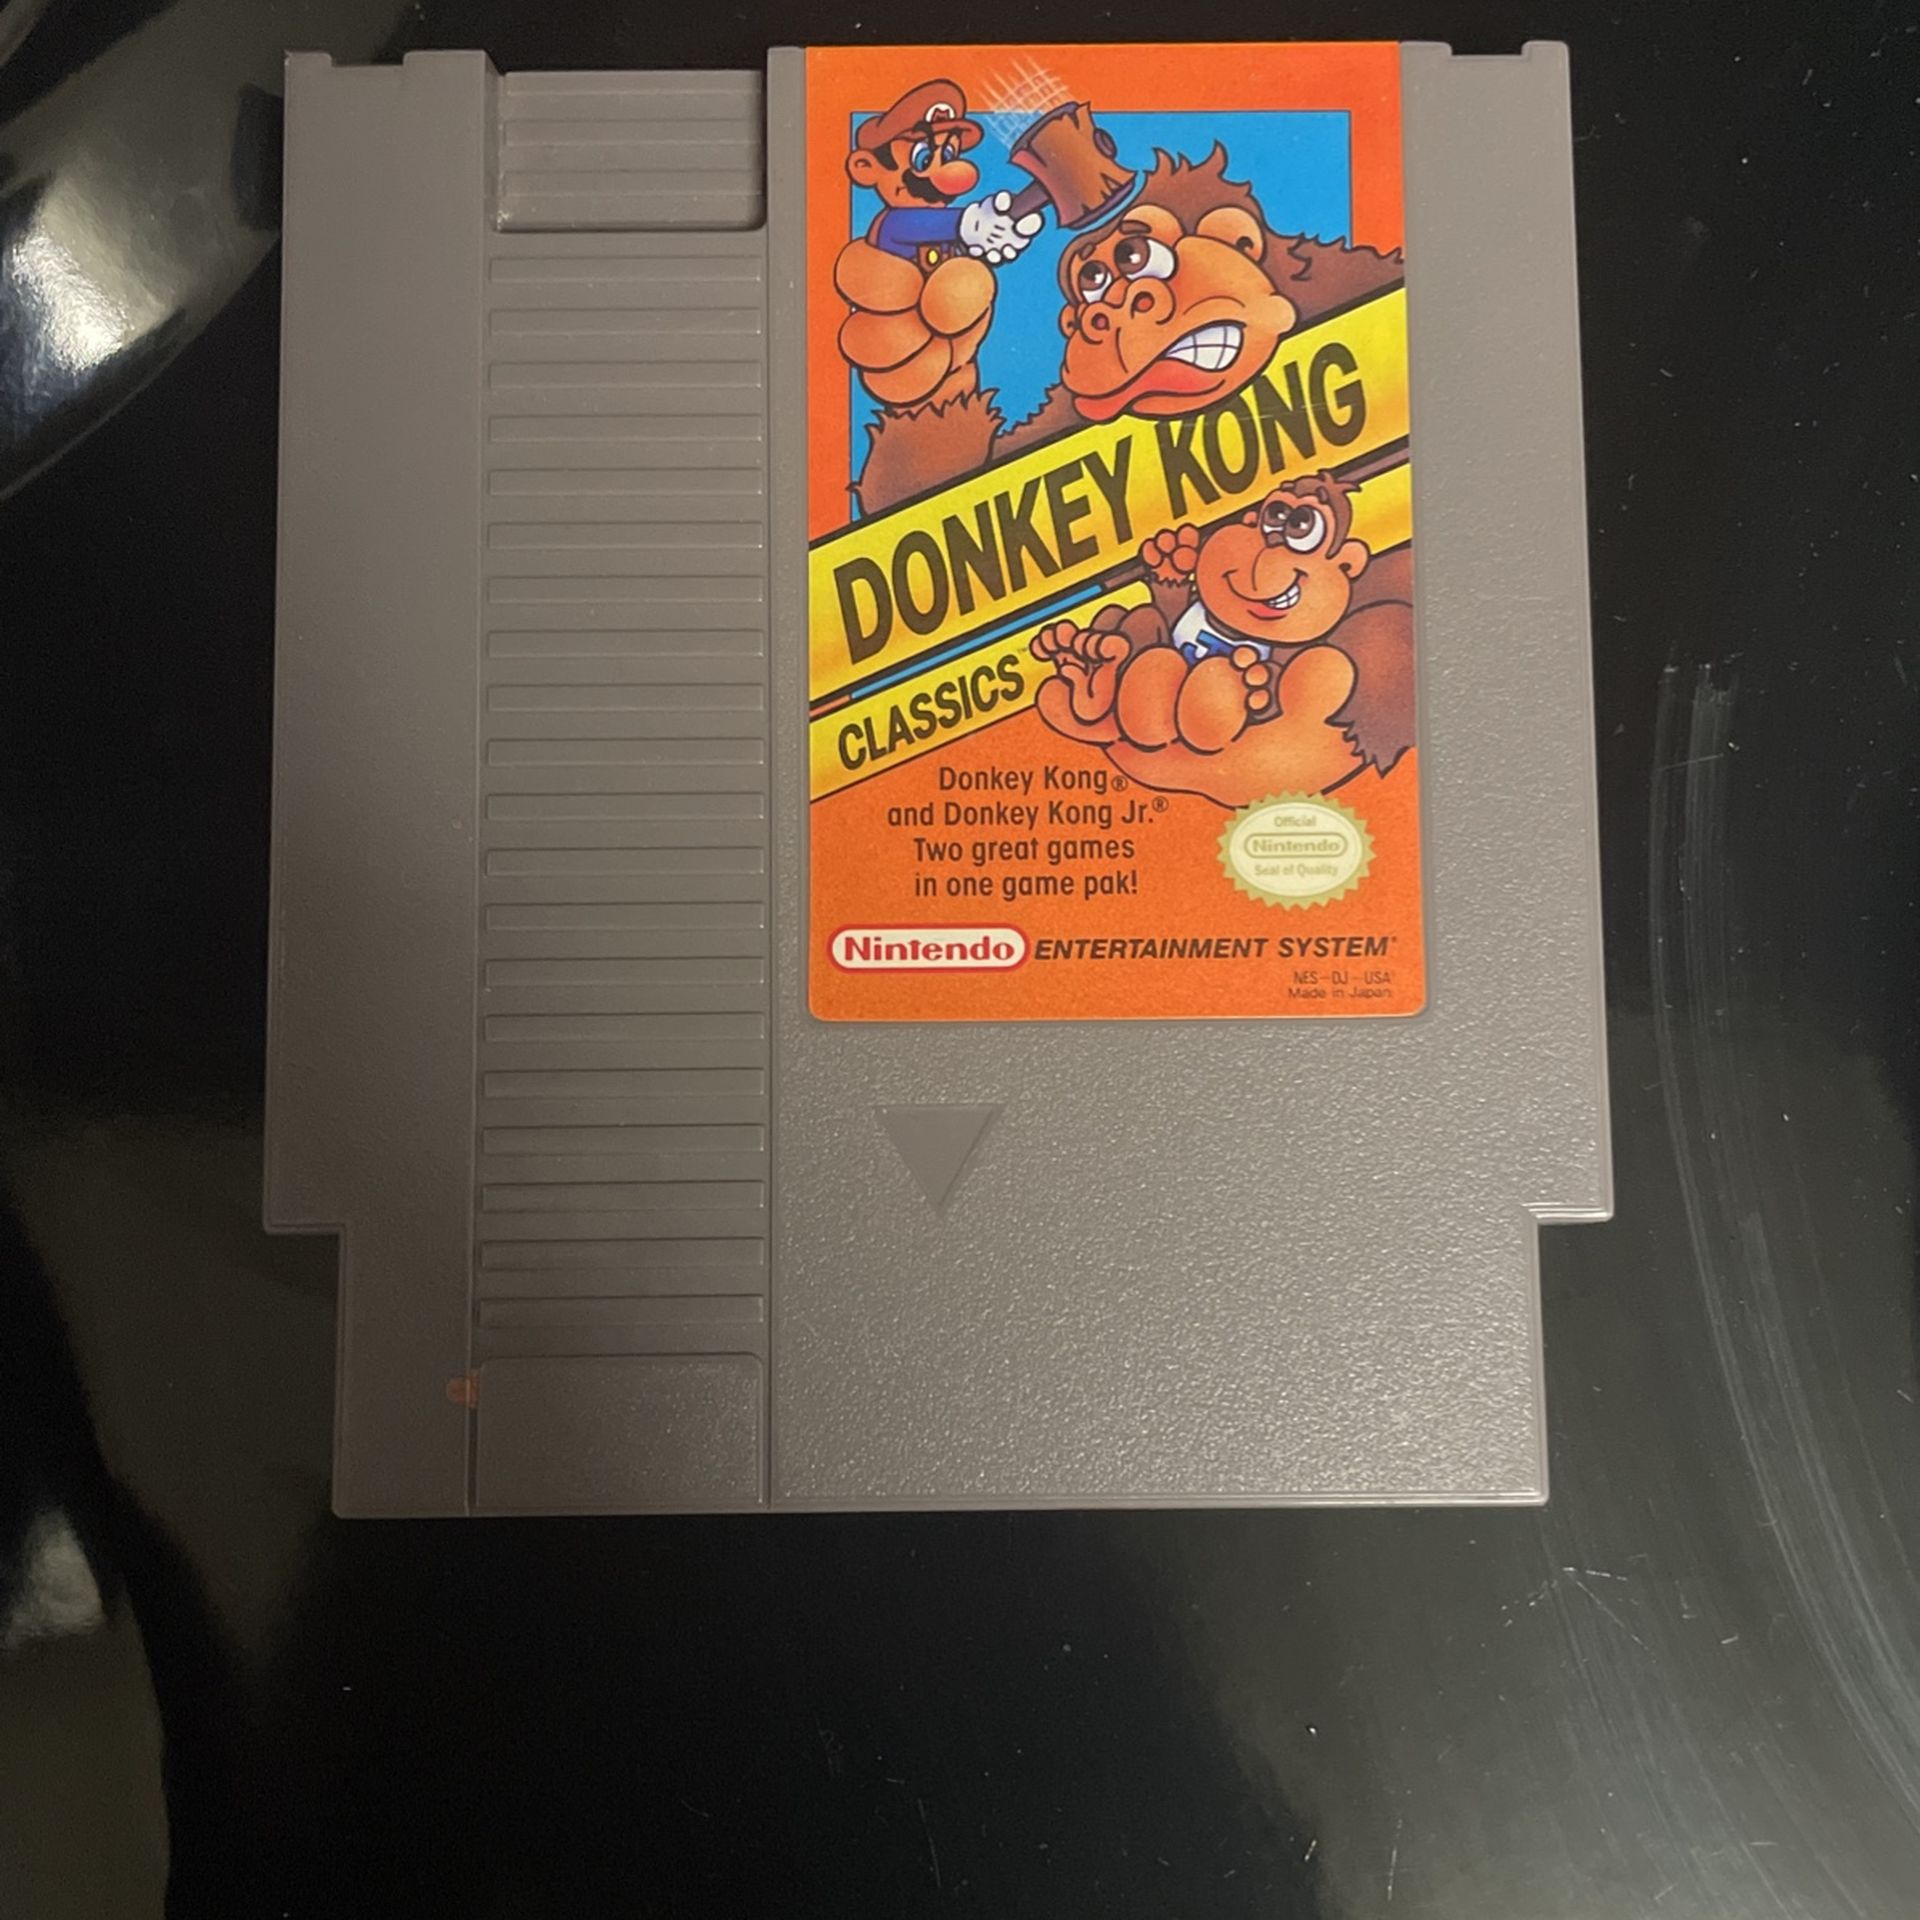 M
DONKEY KONG
CLASSICS™
J
Donkey Kong®
and Donkey Kong Jr.®
Two great games
in one game pak!
Official
Nintendo
Seal of Quality
Nintendo ENTERTAINMENT SYSTEM®
NES-DJ-USA
Made in Japan